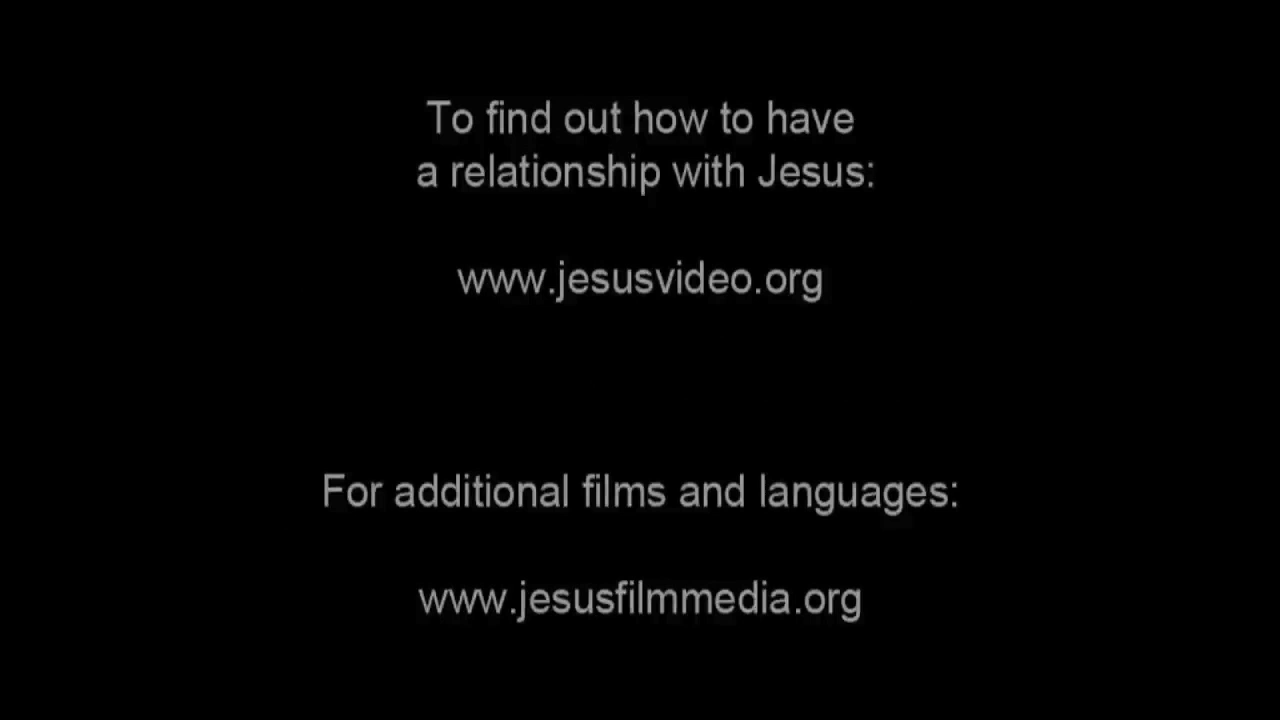 To find out how to have
a relationship with Jesus:
www.jesusvideo.org
For additional films and languages:
www.jesusfilmmedia.org